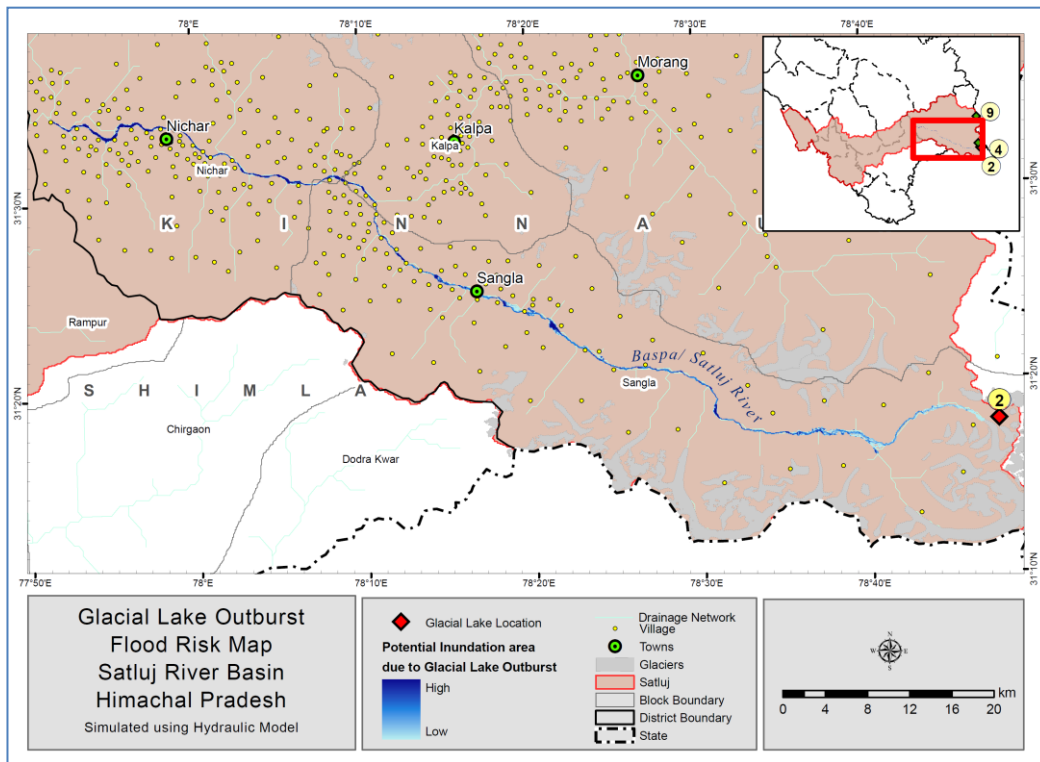 78°E
78°10'E
78°20'E
78°30'E
78°40'E
Morang
9
4
2
Nichar
Kalpa
Kalpa
Nichar
31°30'N
31°30'N
K I N N A U
Sangla
Rampur
Baspa/ Satluj River
Sangla
31°20'N
31°20'N
2
S H I M L A
Chirgaon
Dodra Kwar
31°10'N
77°50'E
78°E
78°10'E
78°20'E
78°30'E
78°40'E
Glacial Lake Outburst
Flood Risk Map
Satluj River Basin
Himachal Pradesh
Simulated using Hydraulic Model
Glacial Lake Location
Potential Inundation area
due to Glacial Lake Outburst
High
Low
Drainage Network
Village
Towns
Glaciers
Satluj
Block Boundary
District Boundary
State
N
W E
S
km
0 2 4 8 12 16 20